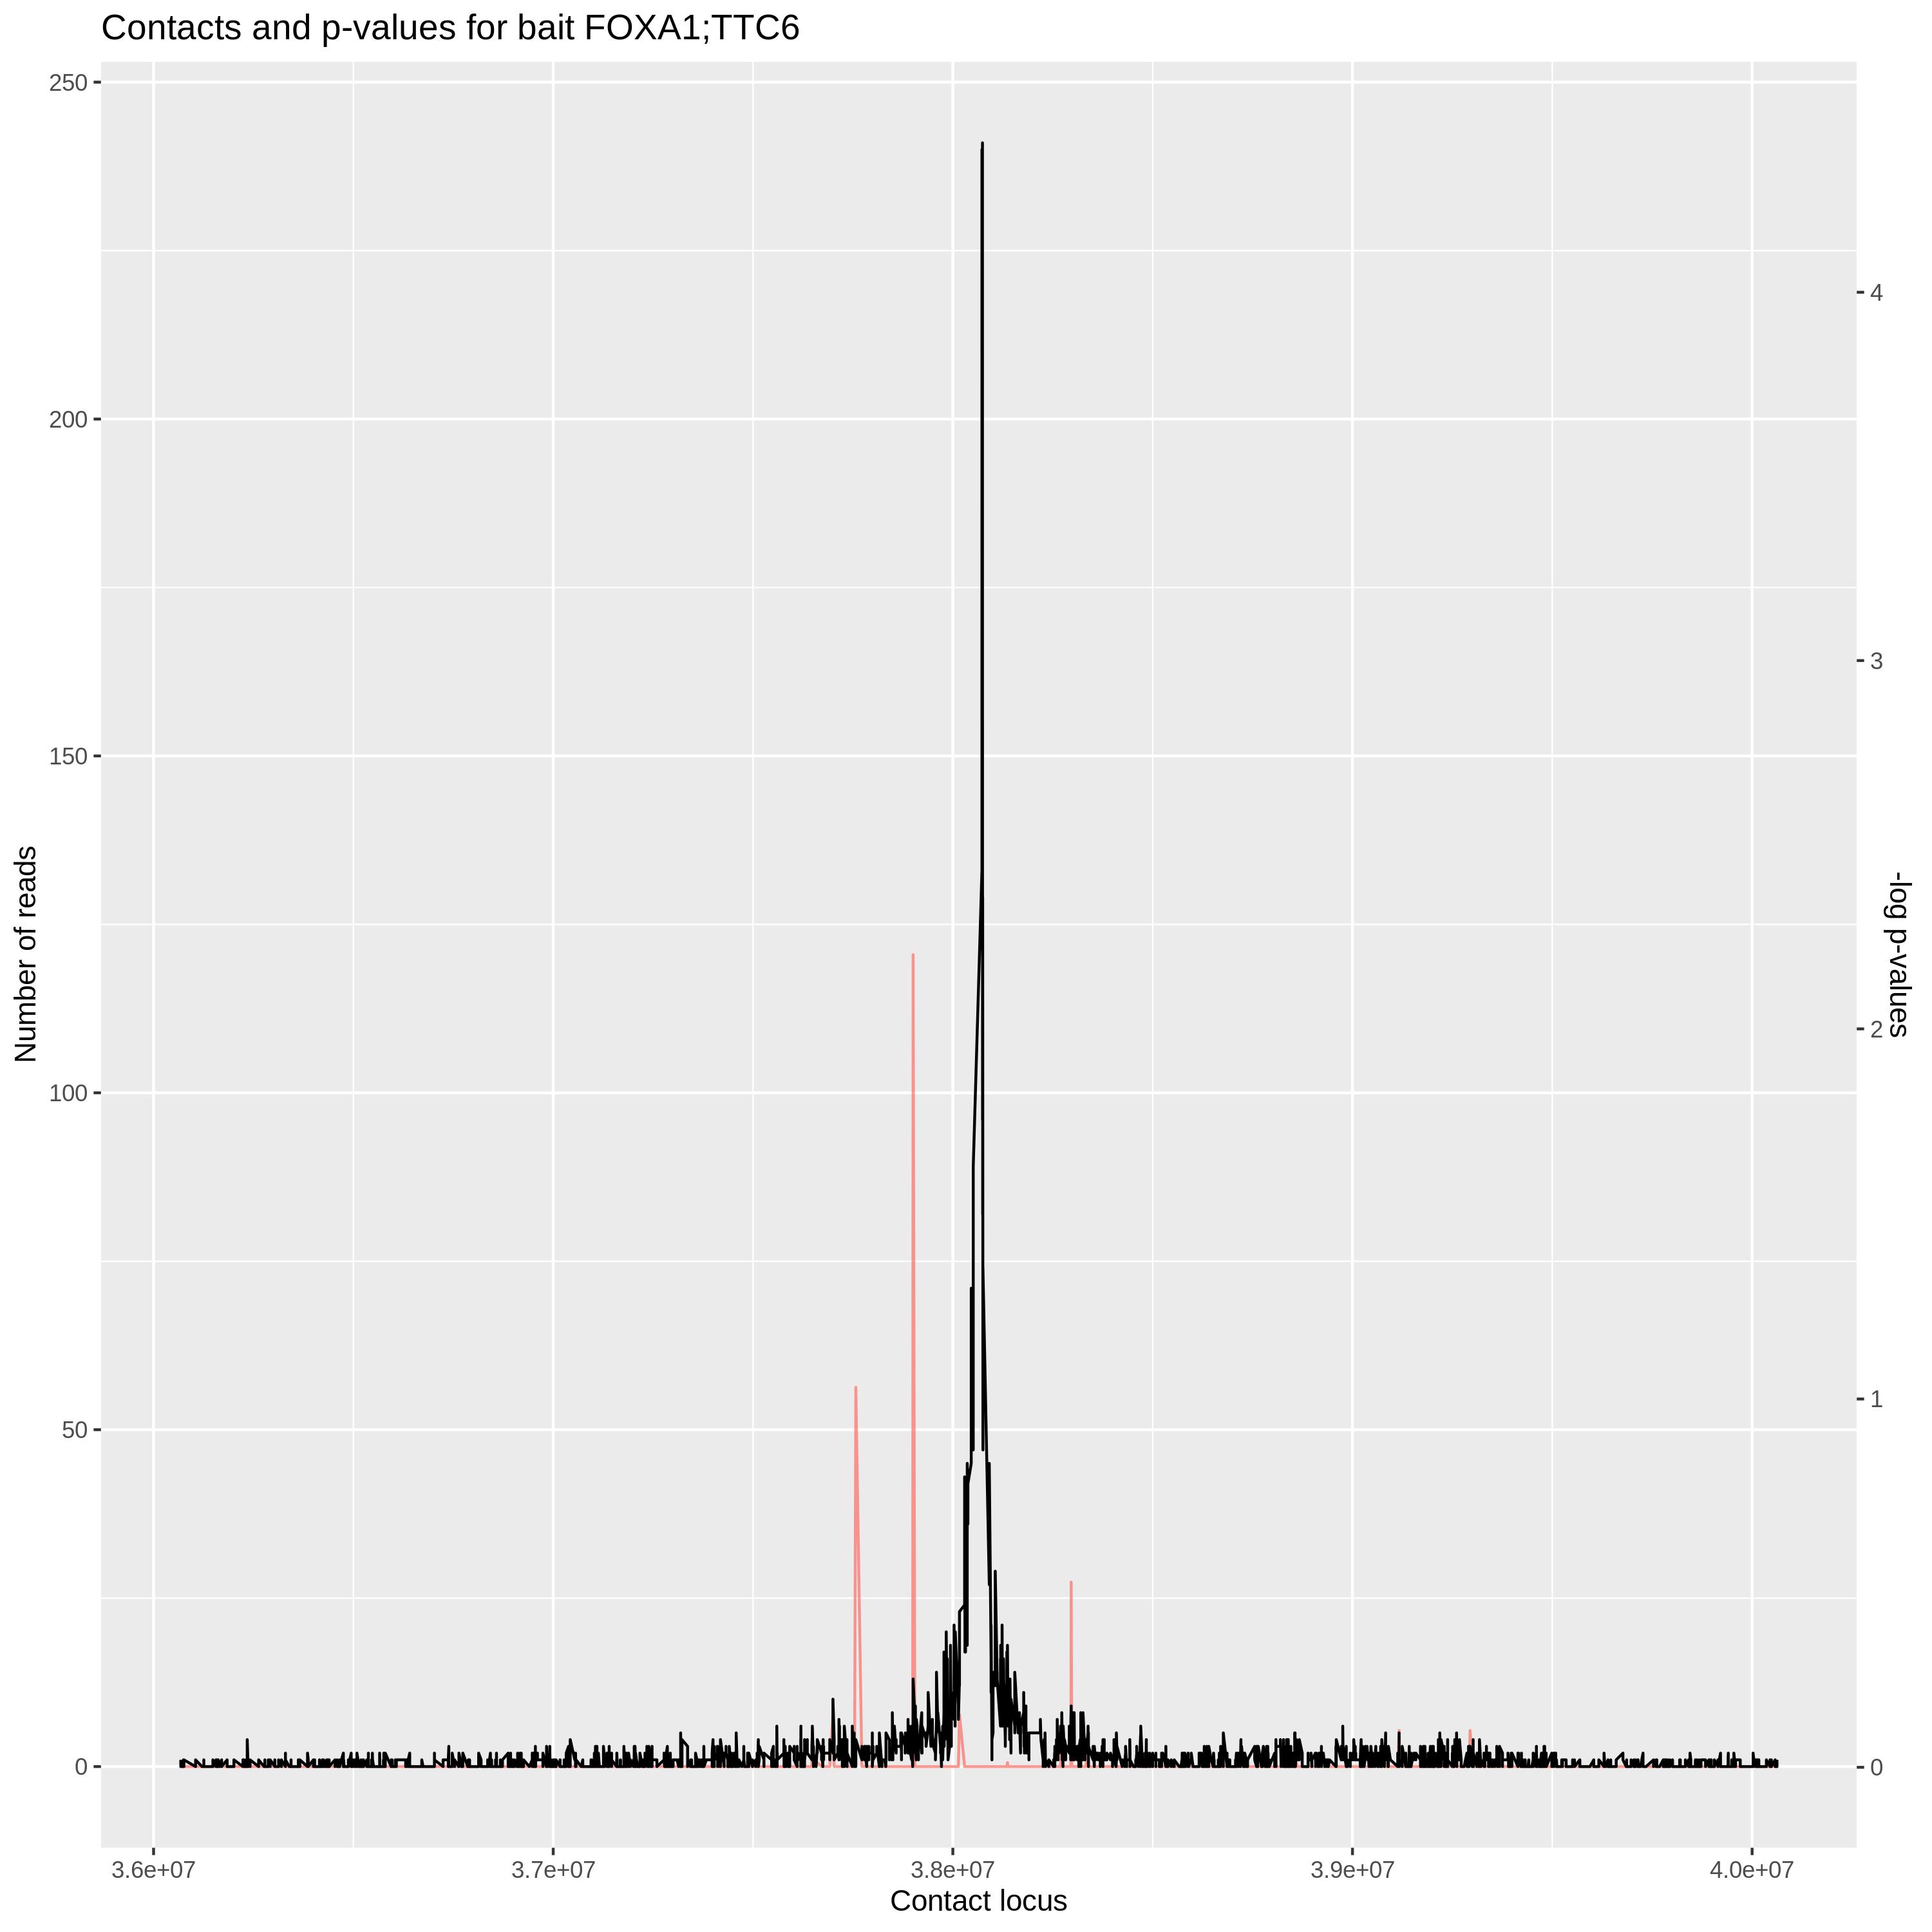 Contacts and p-values for bait FOXA1;TTC6
250
200
150
100
50
0
Number of reads
4
3
2
1
0
-log p-values
3.6e+07
3.7e+07
3.8e+07
3.9e+07
4.0e+07
Contact locus